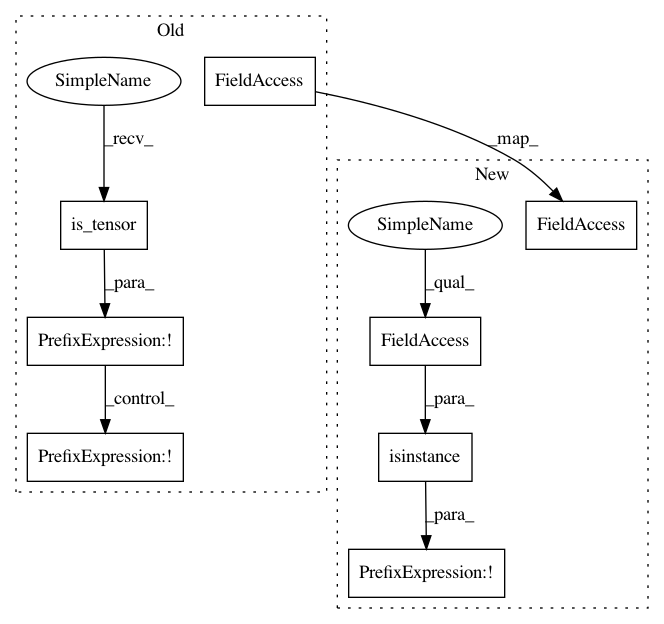 Old
SimpleName
FieldAccess
_recv_
_map_
New
is_tensor
SimpleName
FieldAccess
_para_
_qual_
PrefixExpression:!
FieldAccess
_control_
_para_
PrefixExpression:!
isinstance
_para_
PrefixExpression:!